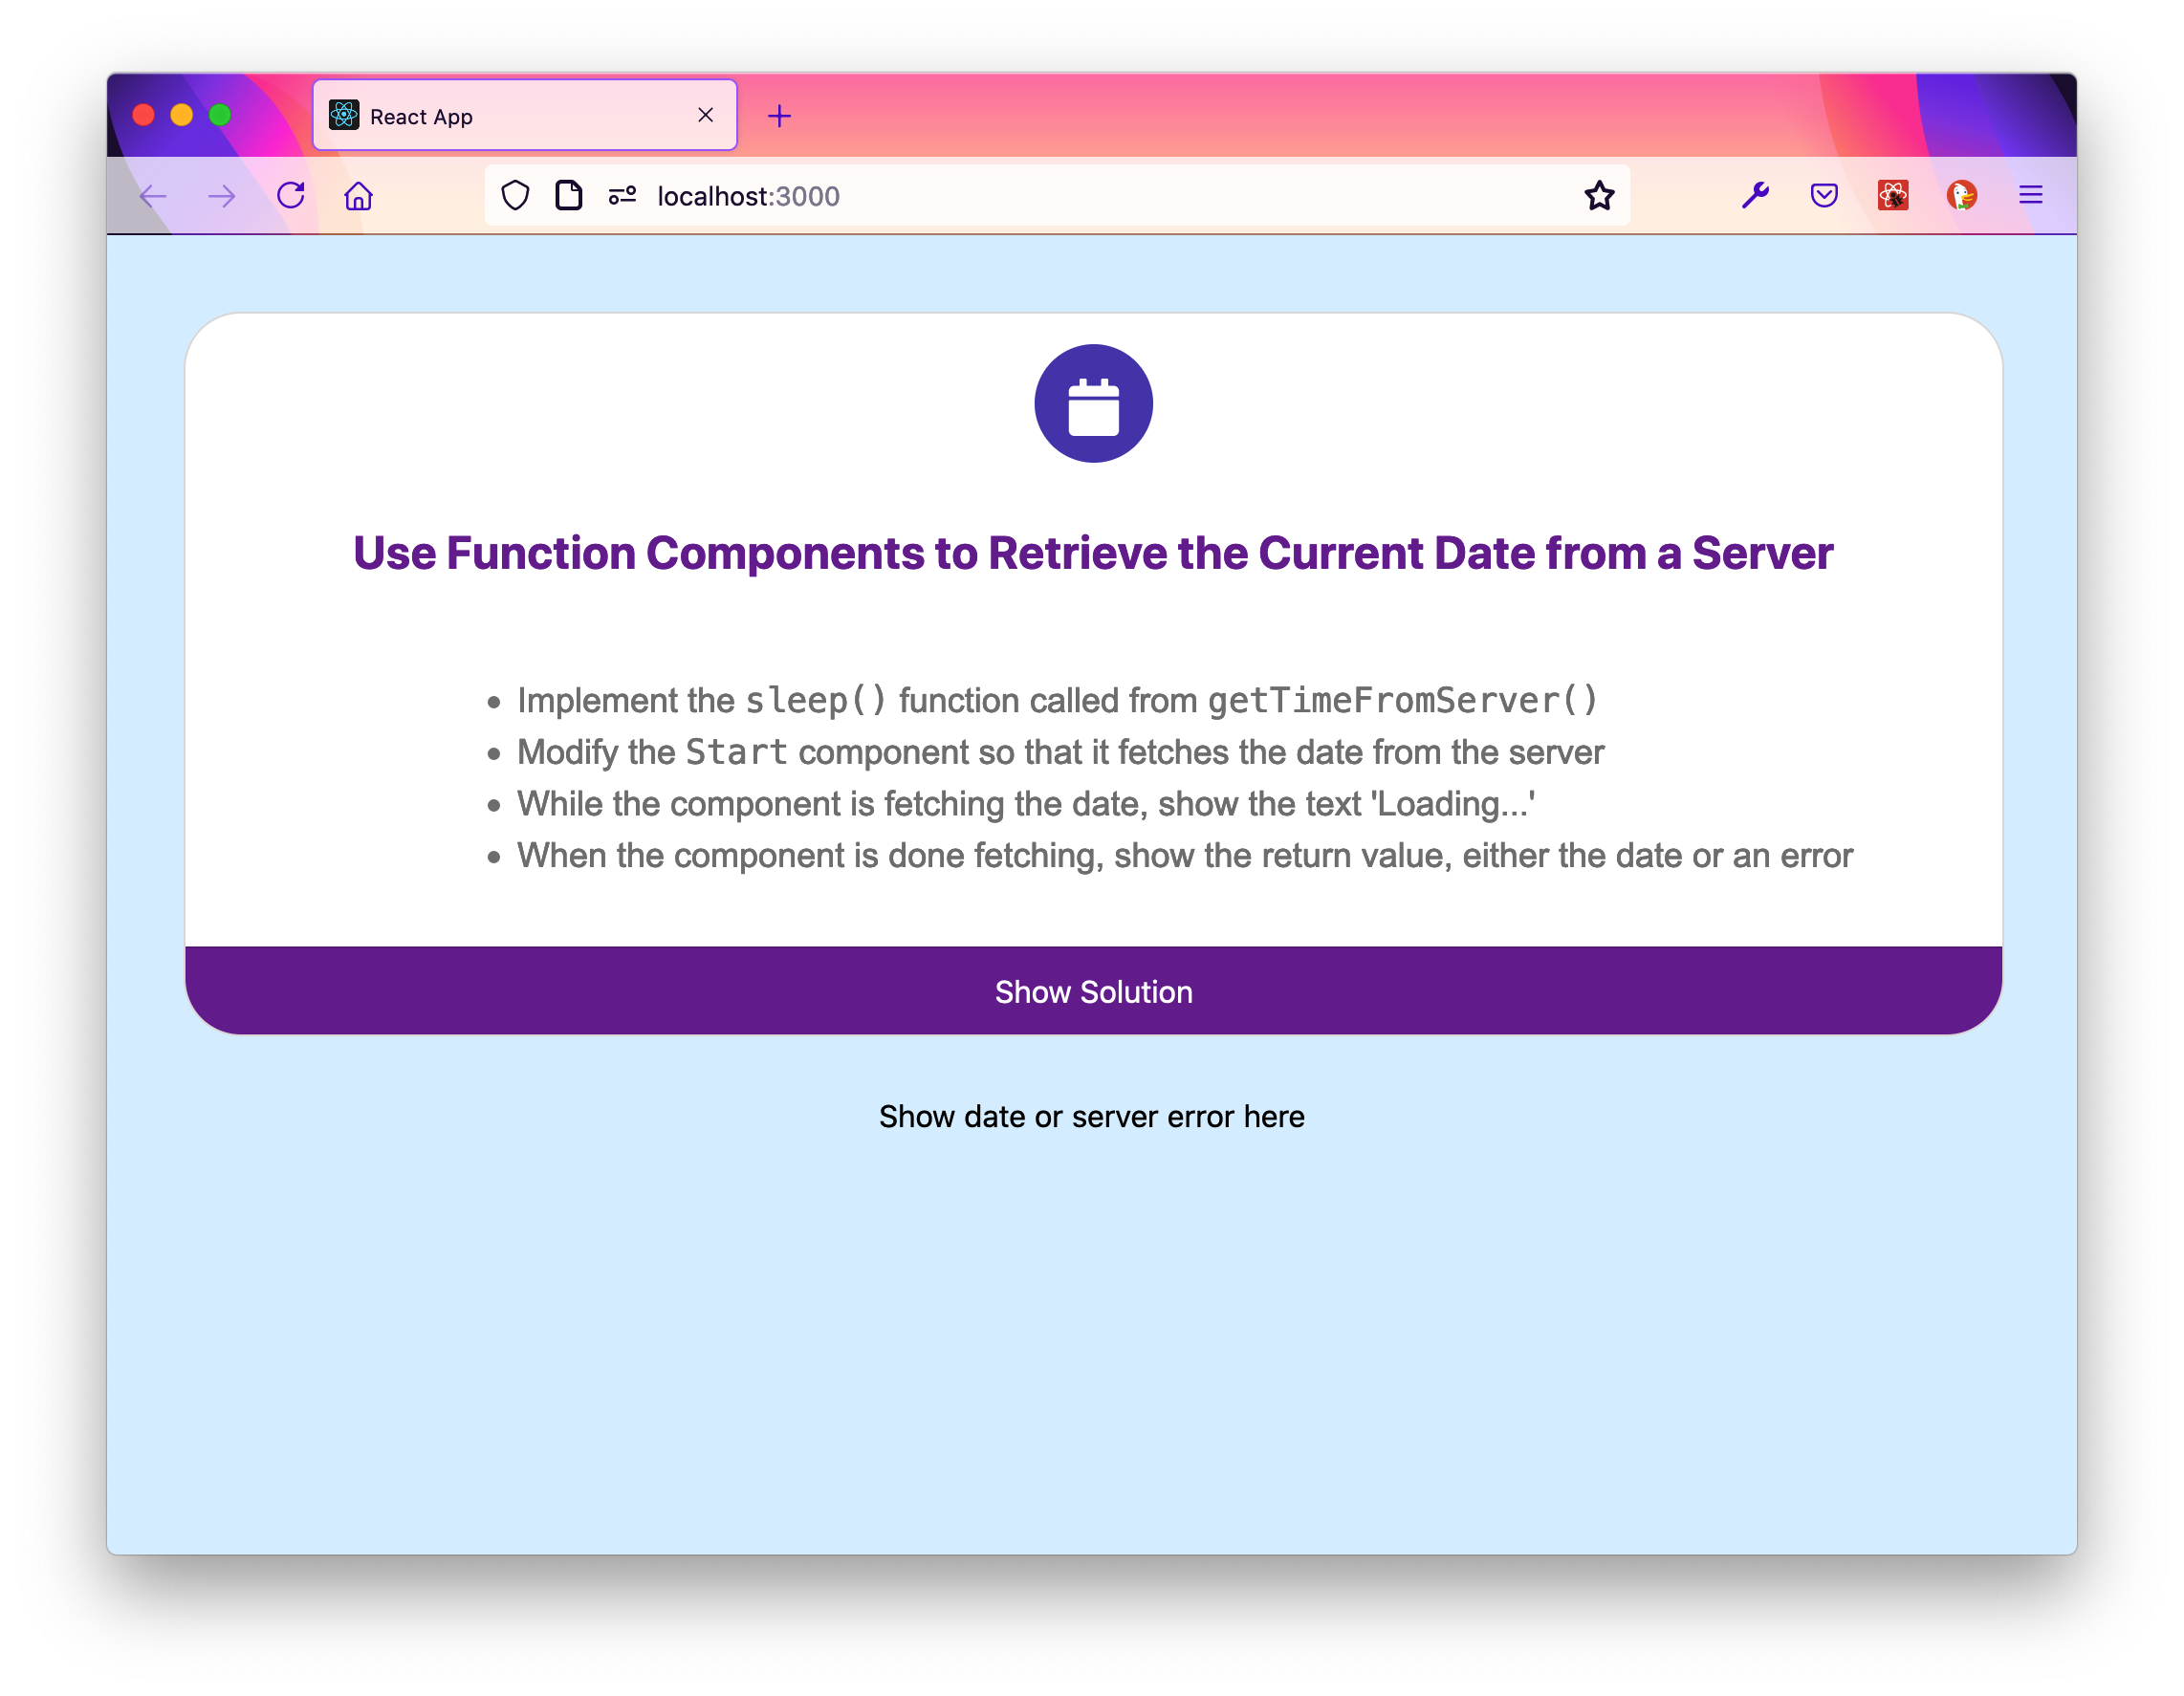 React App
localhost:3000
Use Function Components to Retrieve the Current Date from a Server
Implement the sleep() function called from getTimeFromServer()
Modify the Start component so that it fetches the date from the server
While the component is fetching the date, show the text 'Loading...'
When the component is done fetching, show the return value, either the date or an error
Show Solution
Show date or server error here